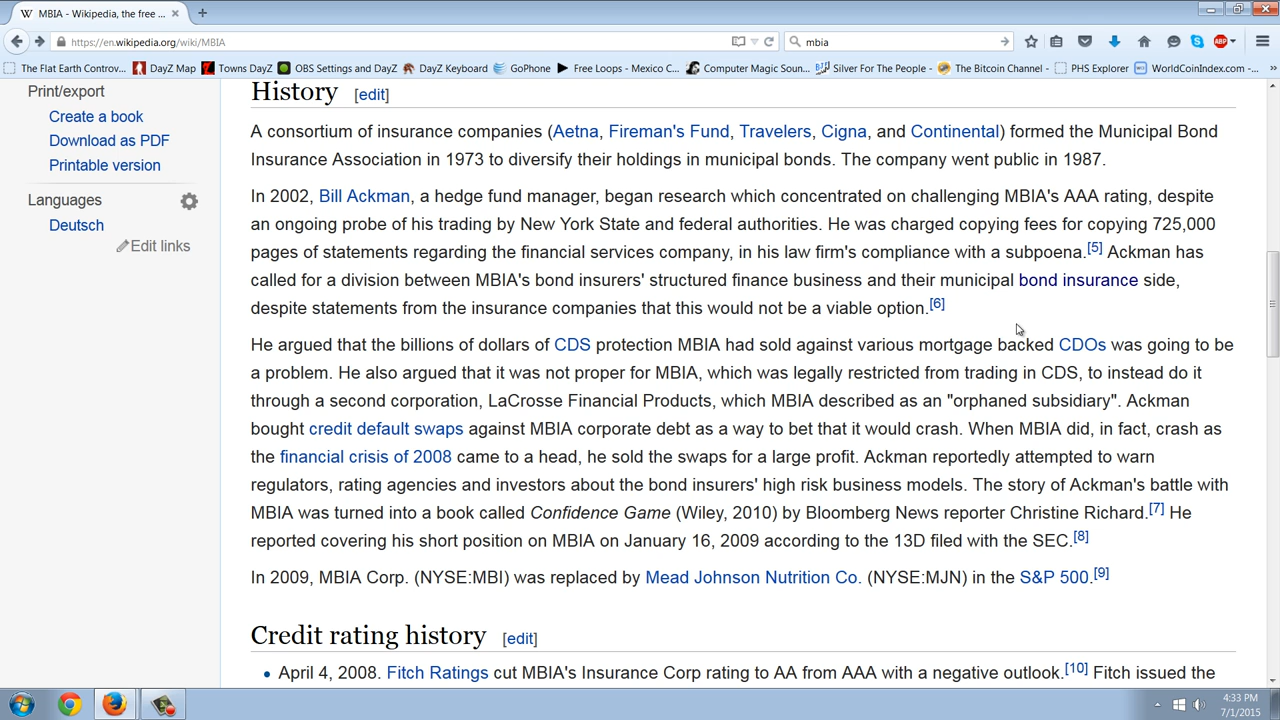 W MBIA - Wikipedia, the free ... × +
https://en.wikipedia.org/wiki/MBIA
mbia
The Flat Earth Controv... DayZ Map Towns DayZ OBS Settings and DayZ DayZ Keyboard GoPhone Free Loops - Mexico C... Computer Magic Soun... Silver For The People - The Bitcoin Channel - PHS Explorer WorldCoinIndex.com -... »
Print/export
Create a book
Download as PDF
Printable version
Languages
Deutsch
Edit links
History [edit]
A consortium of insurance companies (Aetna, Fireman's Fund, Travelers, Cigna, and Continental) formed the Municipal Bond
Insurance Association in 1973 to diversify their holdings in municipal bonds. The company went public in 1987.
In 2002, Bill Ackman, a hedge fund manager, began research which concentrated on challenging MBIA's AAA rating, despite
an ongoing probe of his trading by New York State and federal authorities. He was charged copying fees for copying 725,000
pages of statements regarding the financial services company, in his law firm's compliance with a subpoena.[5] Ackman has
called for a division between MBIA's bond insurers' structured finance business and their municipal bond insurance side,
despite statements from the insurance companies that this would not be a viable option.[6]
He argued that the billions of dollars of CDS protection MBIA had sold against various mortgage backed CDOs was going to be
a problem. He also argued that it was not proper for MBIA, which was legally restricted from trading in CDS, to instead do it
through a second corporation, LaCrosse Financial Products, which MBIA described as an "orphaned subsidiary". Ackman
bought credit default swaps against MBIA corporate debt as a way to bet that it would crash. When MBIA did, in fact, crash as
the financial crisis of 2008 came to a head, he sold the swaps for a large profit. Ackman reportedly attempted to warn
regulators, rating agencies and investors about the bond insurers' high risk business models. The story of Ackman's battle with
MBIA was turned into a book called Confidence Game (Wiley, 2010) by Bloomberg News reporter Christine Richard.[7] He
reported covering his short position on MBIA on January 16, 2009 according to the 13D filed with the SEC.[8]
In 2009, MBIA Corp. (NYSE:MBI) was replaced by Mead Johnson Nutrition Co. (NYSE:MJN) in the S&P 500.[9]
Credit rating history [edit]
• April 4, 2008. Fitch Ratings cut MBIA's Insurance Corp rating to AA from AAA with a negative outlook.[10] Fitch issued the
4:33 PM
7/1/2015